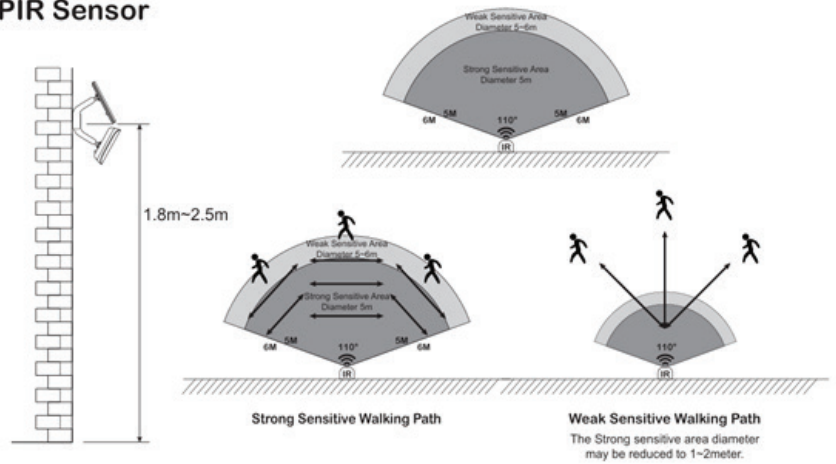 PIR Sensor
Weak Sensitive Area
Diameter 5~6m
Strong Sensitive Area
Diameter 5m
6M 5M 110° 5M 6M
IR
1.8m~2.5m
Weak Sensitive Area
Diameter 5~6m
Strong Sensitive Area
Diameter 5m
6M 5M 110° 5M 6M
IR
Strong Sensitive Walking Path
110°
IR
Weak Sensitive Walking Path
The Strong sensitive area diameter
may be reduced to 1~2meter.